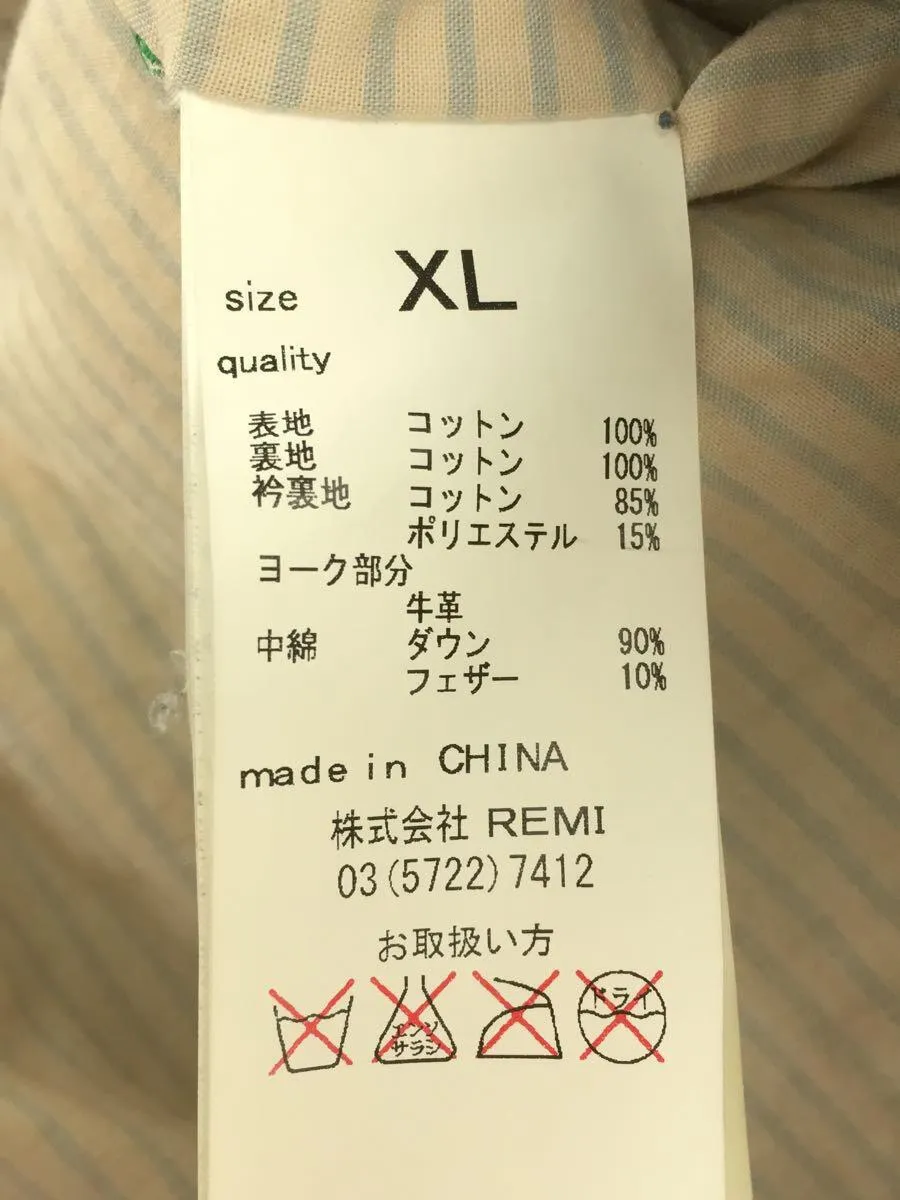 size XL
quality
表地 コットン 100%
裏地 コットン 100%
衿裏地 コットン 85%
ポリエステル 15%
ヨーク部分
牛革
中綿 ダウン 90%
フェザー 10%
made in CHINA
株式会社 REMI
03(5722)7412
お取扱い方
エンソ
サラシ
ドライ